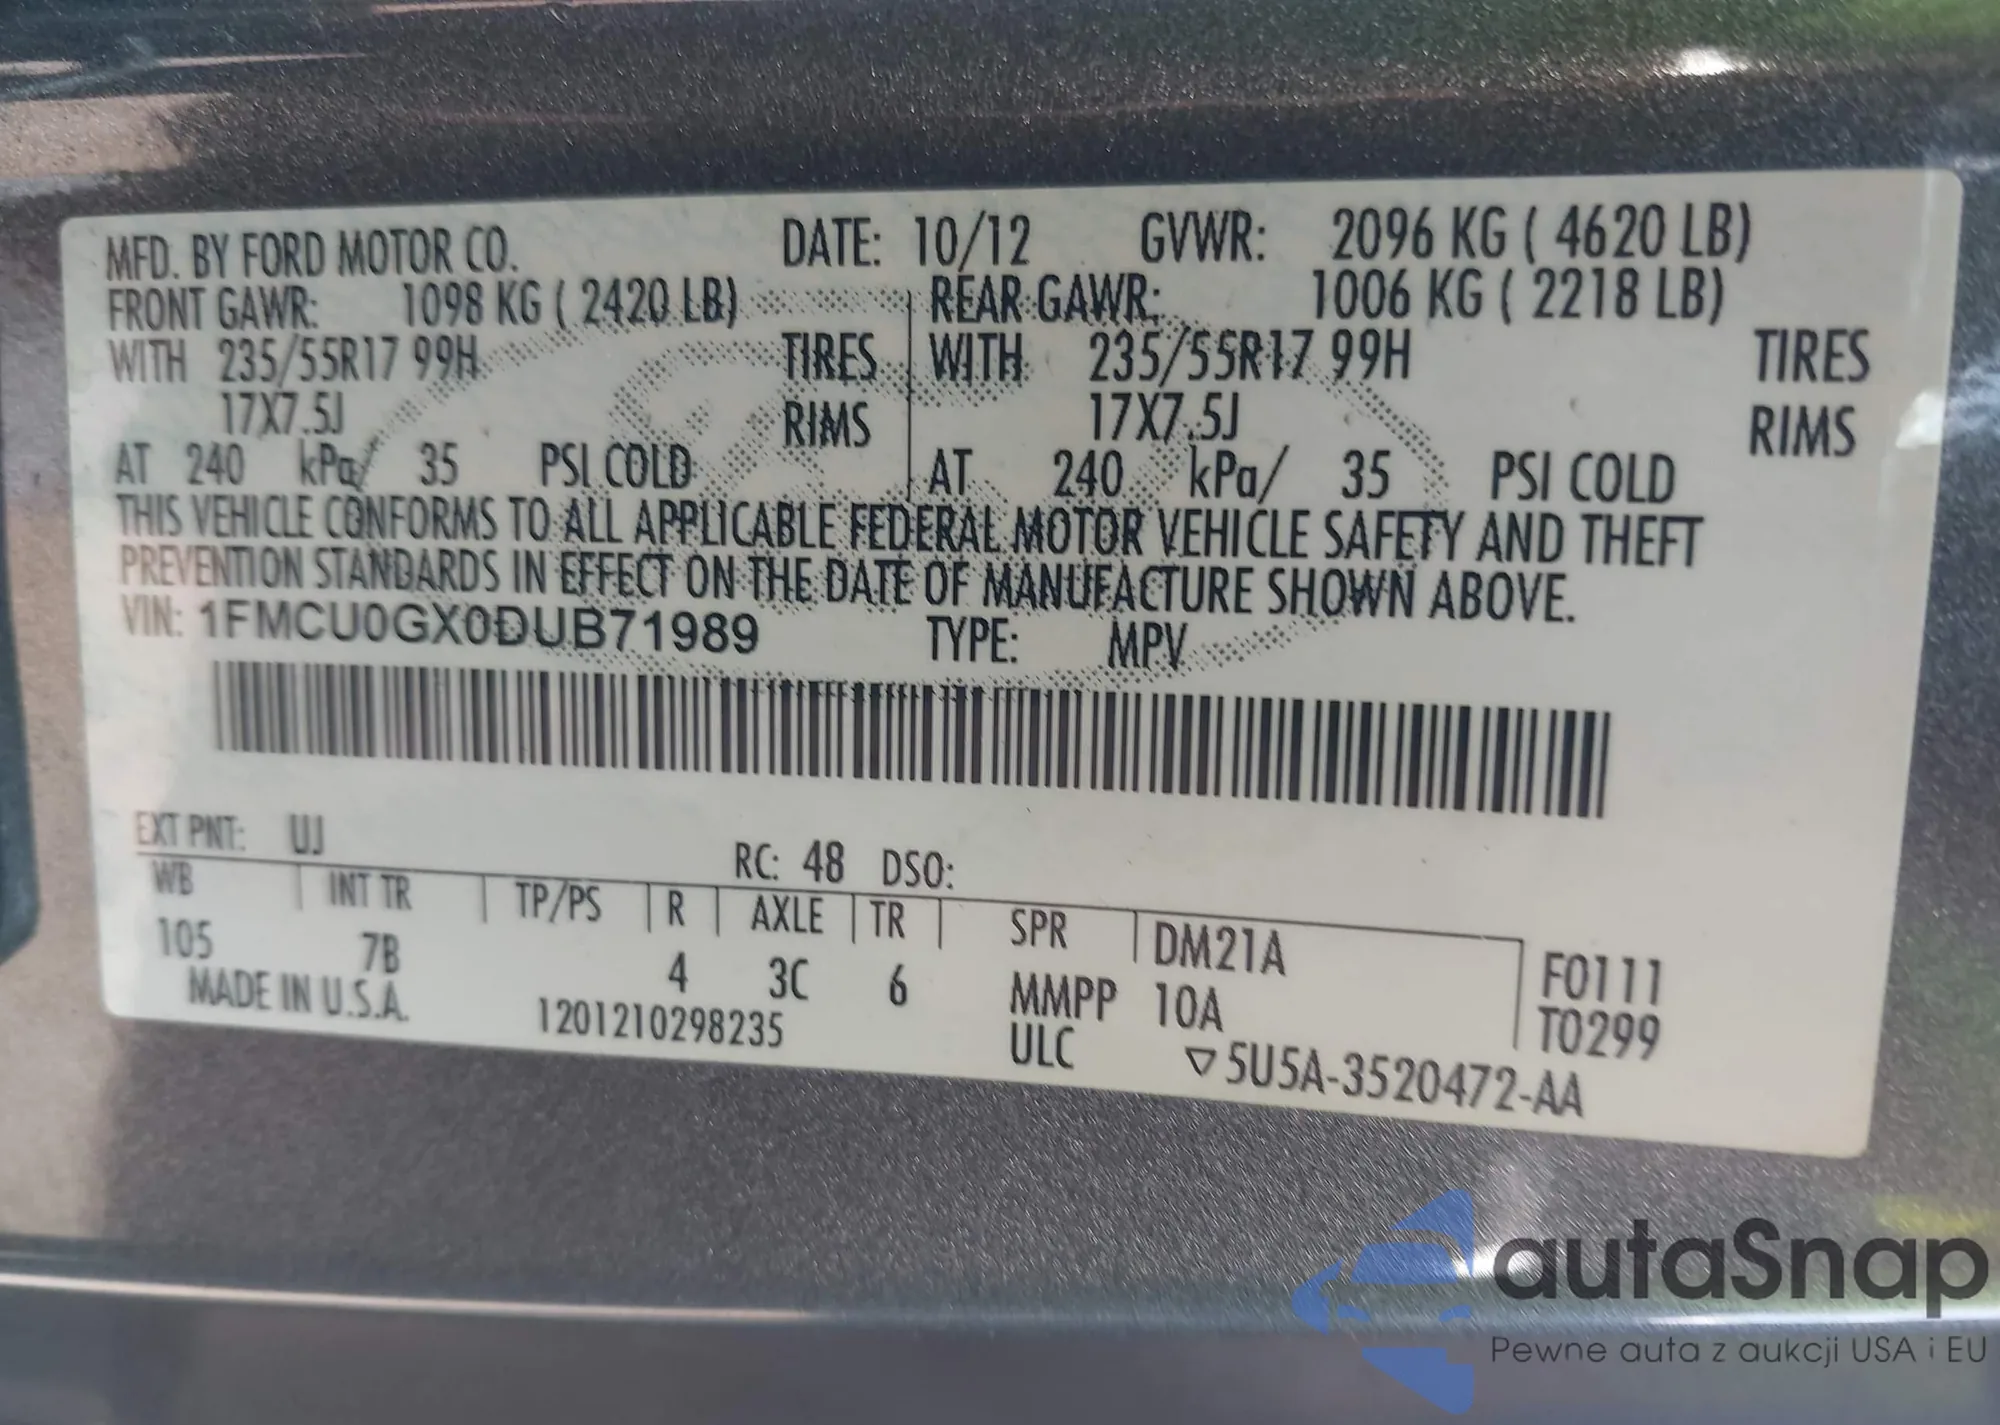 MFD. BY FORD MOTOR CO. DATE: 10/12 GVWR: 2096 KG ( 4620 LB)
FRONT GAWR: 1098 KG ( 2420 LB) REAR GAWR: 1006 KG ( 2218 LB)
WITH 235/55R17 99H TIRES WITH 235/55R17 99H TIRES
17X7.5J RIMS 17X7.5J RIMS
AT 240 kPa/ 35 PSI COLD AT 240 kPa/ 35 PSI COLD
THIS VEHICLE CONFORMS TO ALL APPLICABLE FEDERAL MOTOR VEHICLE SAFETY AND THEFT
PREVENTION STANDARDS IN EFFECT ON THE DATE OF MANUFACTURE SHOWN ABOVE.
VIN: 1FMCU0GX0DUB71989 TYPE: MPV
EXT PNT: UJ RC: 48 DSO:
WB INT TR TP/PS R AXLE TR SPR DM21A F0111
105 7B 4 3C 6 MMPP 10A T0299
MADE IN U.S.A. 1201210298235 ULC ▽5U5A-3520472-AA
autaSnap
Pewne auta z aukcji USA i EU